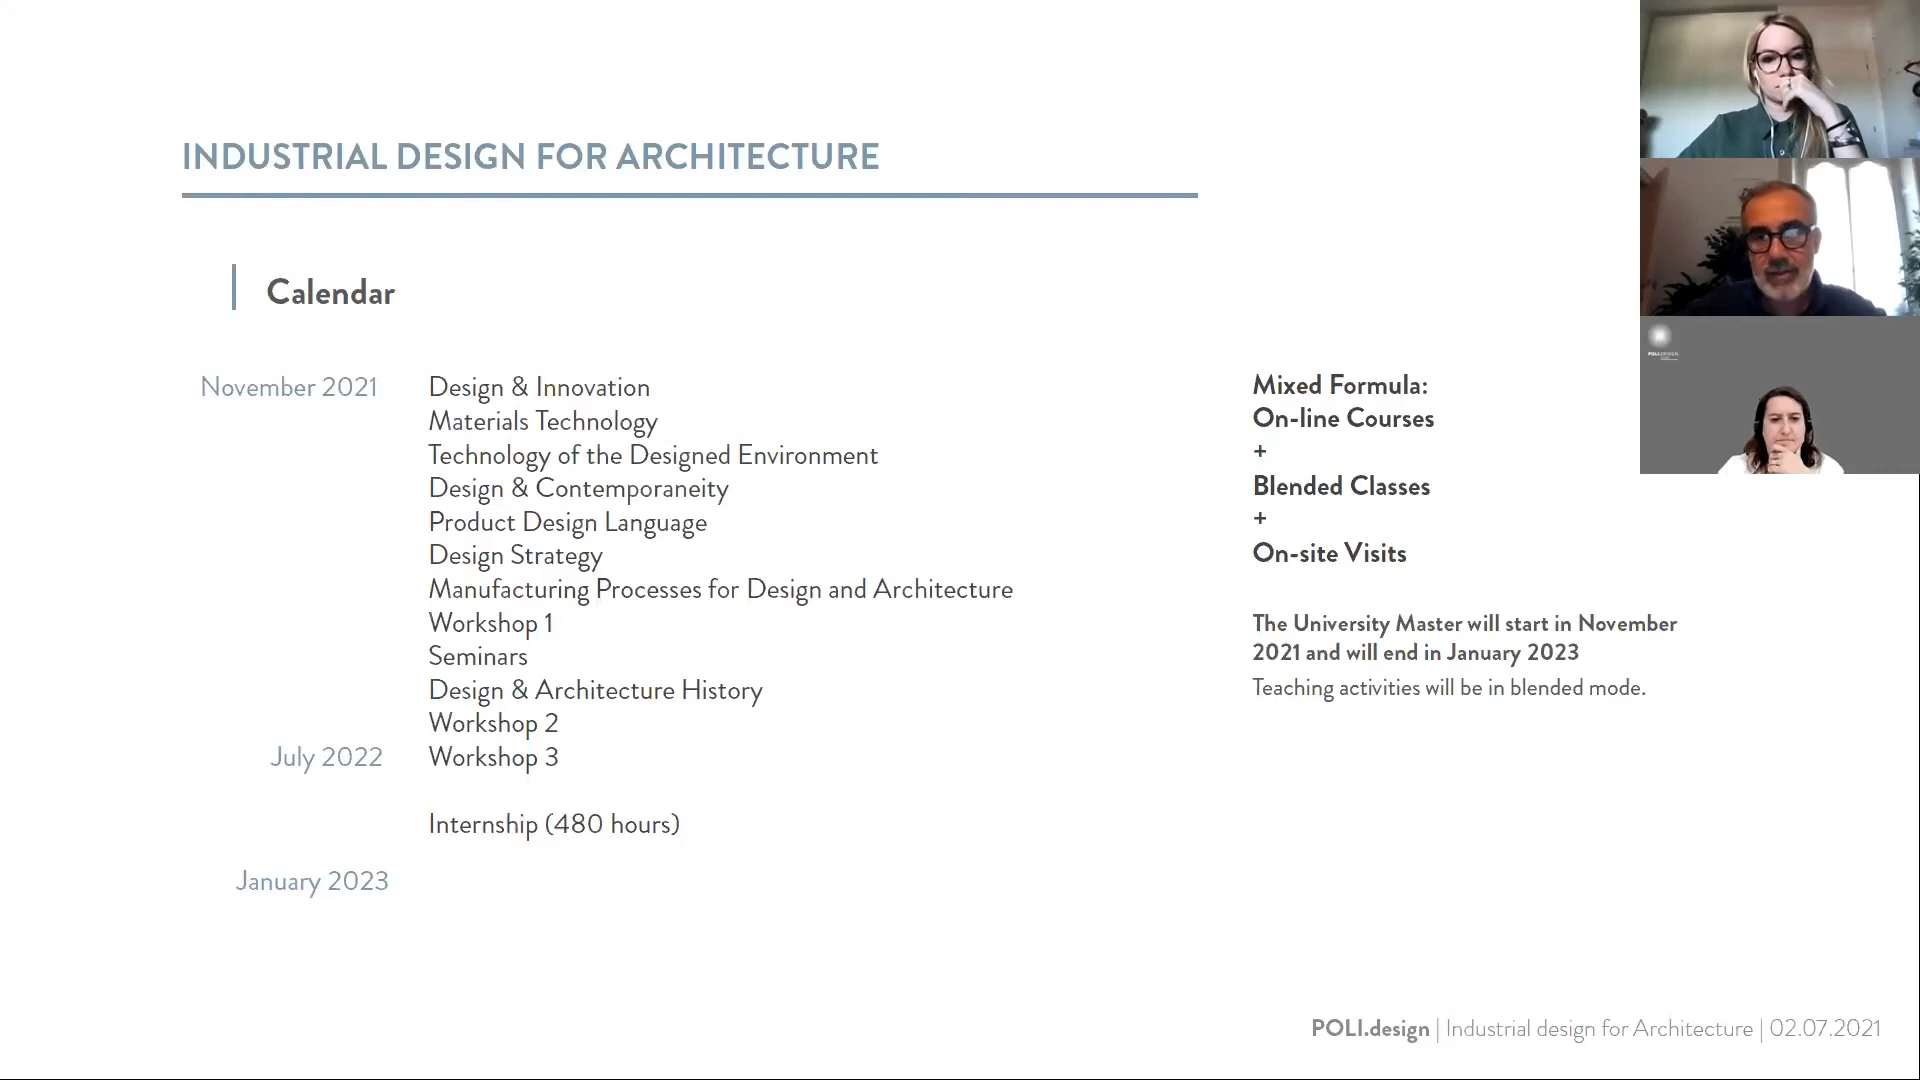 INDUSTRIAL DESIGN FOR ARCHITECTURE
Calendar
November 2021
Design & Innovation
Materials Technology
Technology of the Designed Environment
Design & Contemporaneity
Product Design Language
Design Strategy
Manufacturing Processes for Design and Architecture
Workshop 1
Seminars
Design & Architecture History
Workshop 2
July 2022
Workshop 3
Internship (480 hours)
January 2023
Mixed Formula:
On-line Courses
+
Blended Classes
+
On-site Visits
The University Master will start in November
2021 and will end in January 2023
Teaching activities will be in blended mode.
POLI.DESIGN
POLI.design | Industrial design for Architecture | 02.07.2021